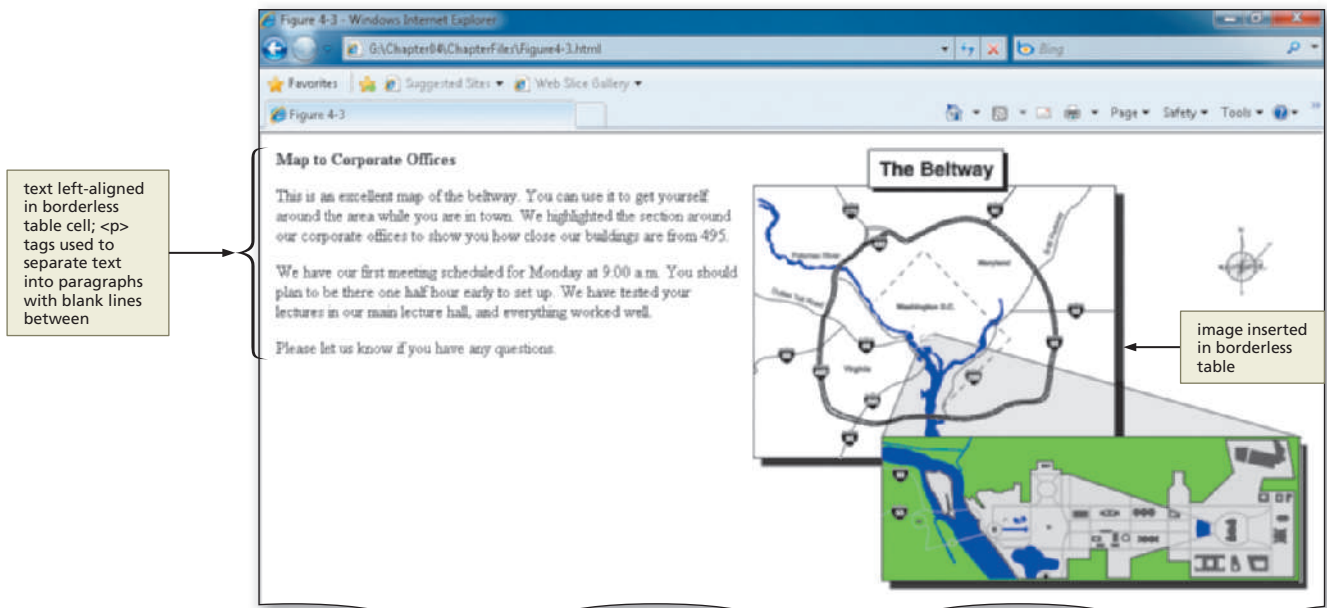 Figure 4-3 - Windows Internet Explorer
G:\Chapter04\ChapterFiles\Figure4-3.html
Bing
Favorites
Suggested Sites
Web Slice Gallery
Figure 4-3
Page
Safety
Tools
text left-aligned
in borderless
table cell; <p>
tags used to
separate text
into paragraphs
with blank lines
between
Map to Corporate Offices
This is an excellent map of the beltway. You can use it to get yourself
around the area while you are in town. We highlighted the section around
our corporate offices to show you how close our buildings are from 495.
We have our first meeting scheduled for Monday at 9:00 a.m. You should
plan to be there one half hour early to set up. We have tested your
lectures in our main lecture hall, and everything worked well.
Please let us know if you have any questions.
The Beltway
Potomac River
Maryland
Washington D.C.
Virginia
image inserted
in borderless
table